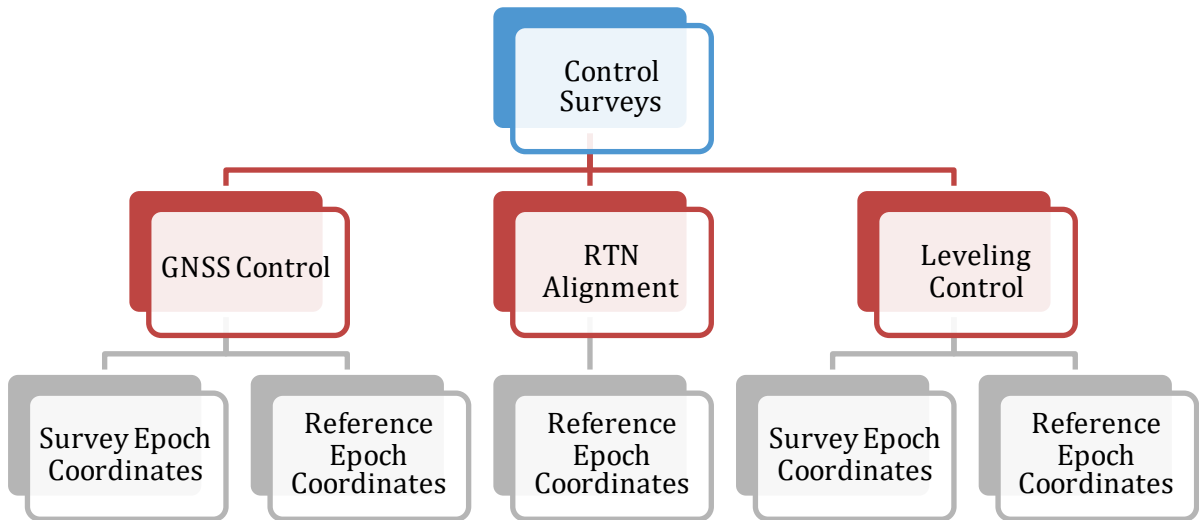 Control
Surveys
GNSS Control
RTN
Alignment
Leveling
Control
Survey Epoch
Coordinates
Reference
Epoch
Coordinates
Reference
Epoch
Coordinates
Survey Epoch
Coordinates
Reference
Epoch
Coordinates